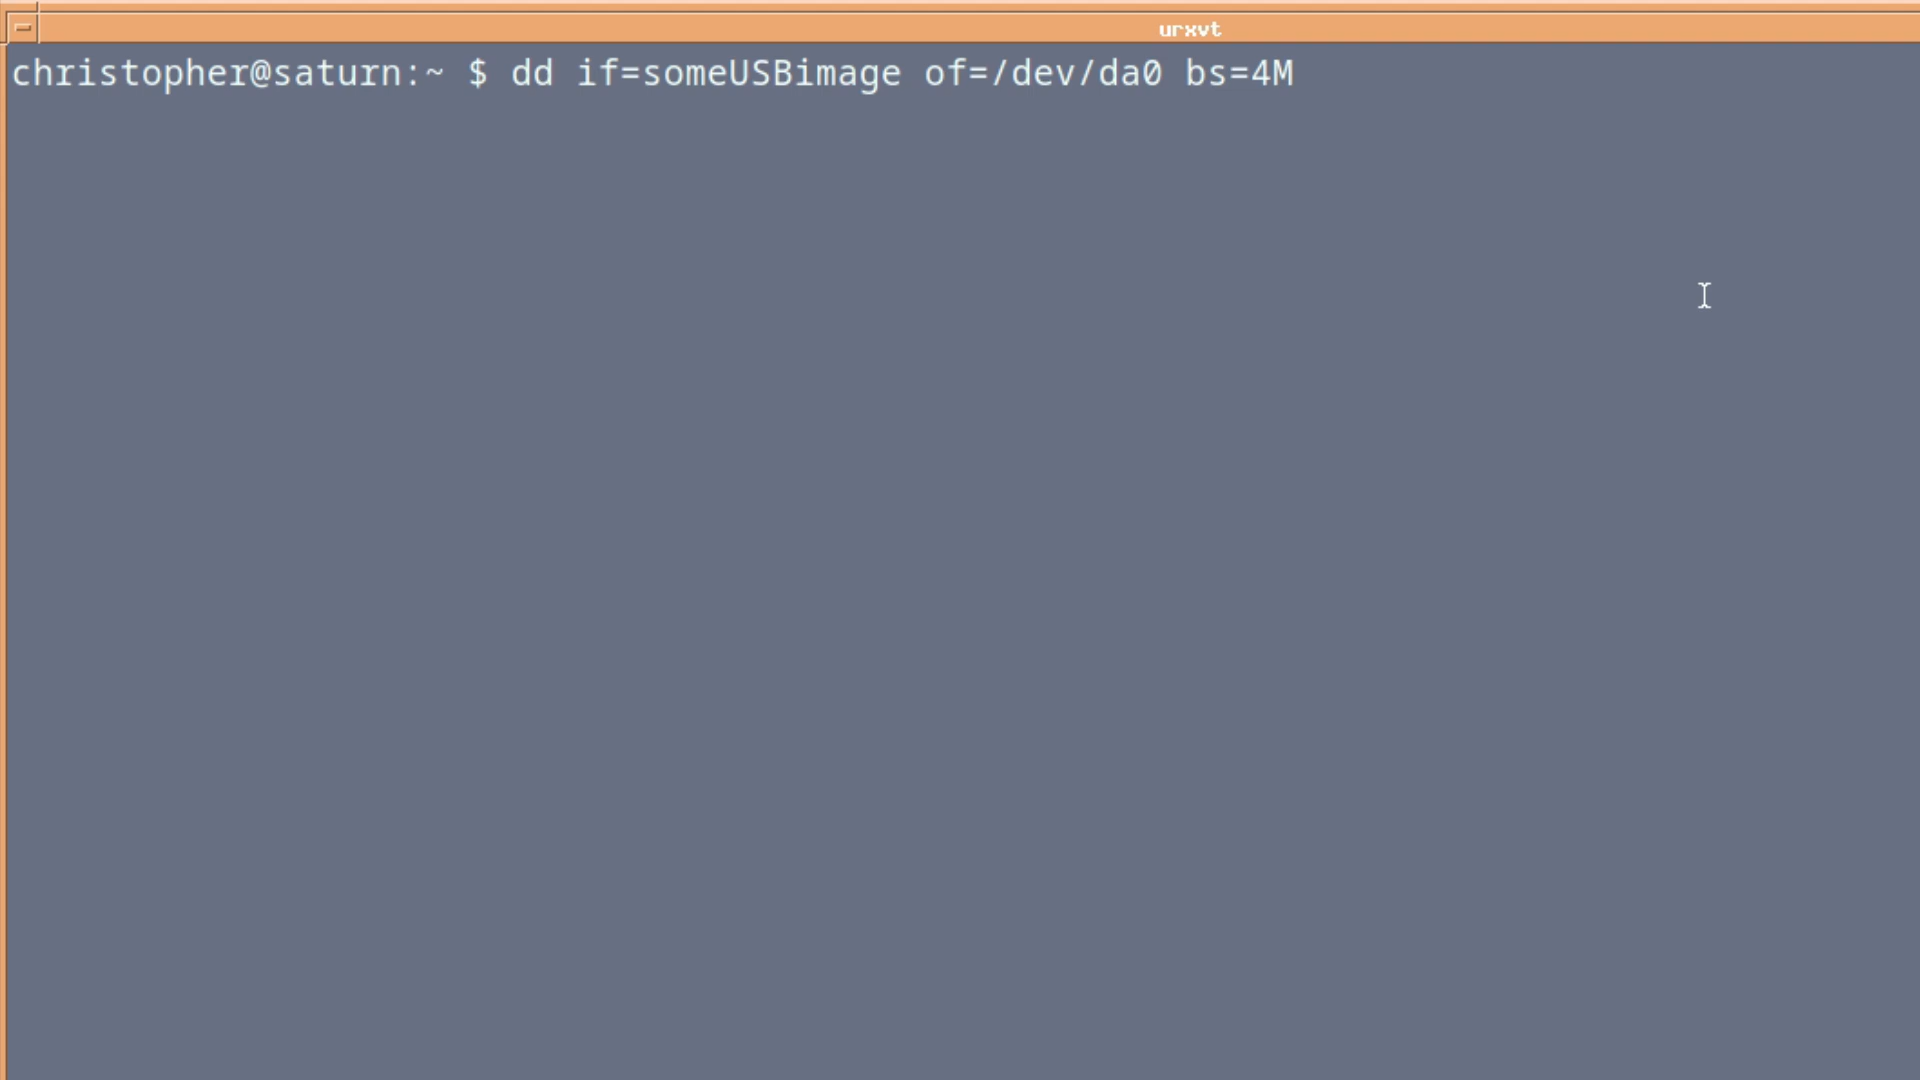 urxvt
christopher@saturn:~ $ dd if=someUSBimage of=/dev/da0 bs=4M